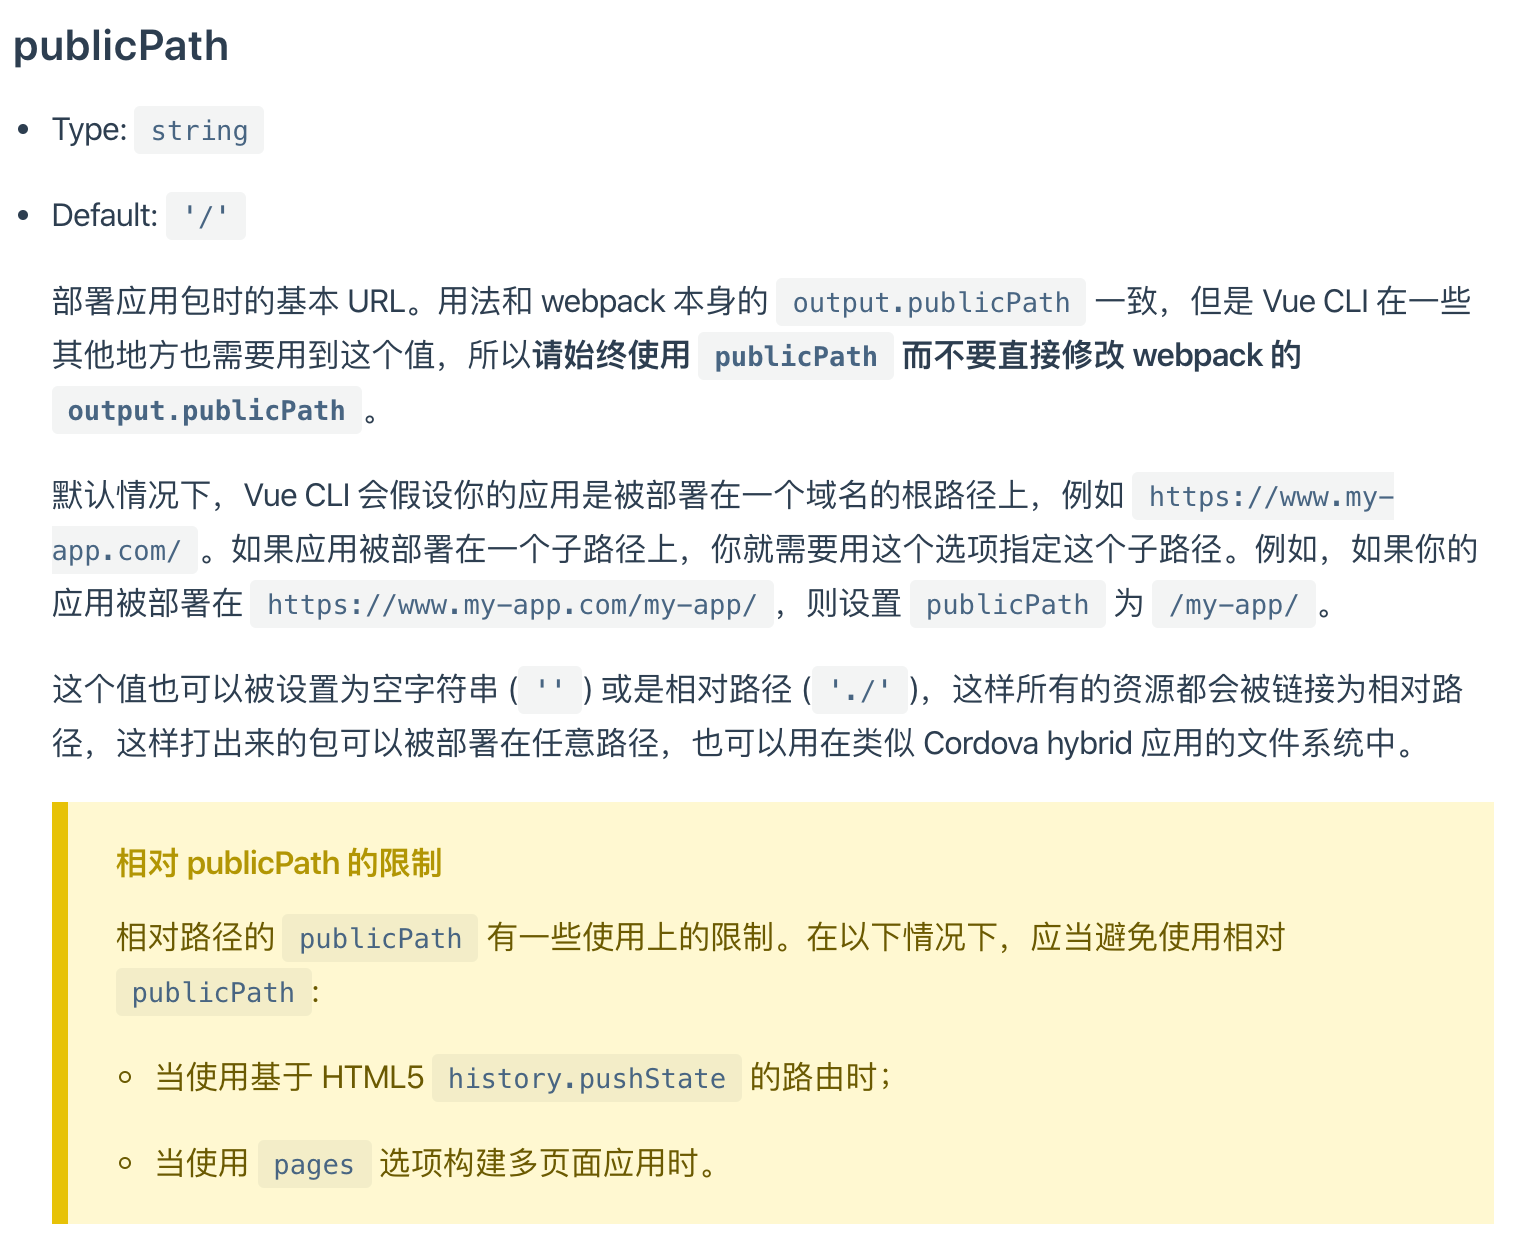 publicPath
Type: string
Default: '/'
部署应用包时的基本 URL。用法和 webpack 本身的 output.publicPath 一致，但是 Vue CLI 在一些
其他地方也需要用到这个值，所以请始终使用 publicPath 而不要直接修改 webpack 的
output.publicPath 。
默认情况下，Vue CLI 会假设你的应用是被部署在一个域名的根路径上，例如 https://www.my-
app.com/ 。如果应用被部署在一个子路径上，你就需要用这个选项指定这个子路径。例如，如果你的
应用被部署在 https://www.my-app.com/my-app/ ，则设置 publicPath 为 /my-app/ 。
这个值也可以被设置为空字符串 ( '' ) 或是相对路径 ( './' )，这样所有的资源都会被链接为相对路
径，这样打出来的包可以被部署在任意路径，也可以用在类似 Cordova hybrid 应用的文件系统中。
相对 publicPath 的限制
相对路径的 publicPath 有一些使用上的限制。在以下情况下，应当避免使用相对
publicPath :
当使用基于 HTML5 history.pushState 的路由时；
当使用 pages 选项构建多页面应用时。